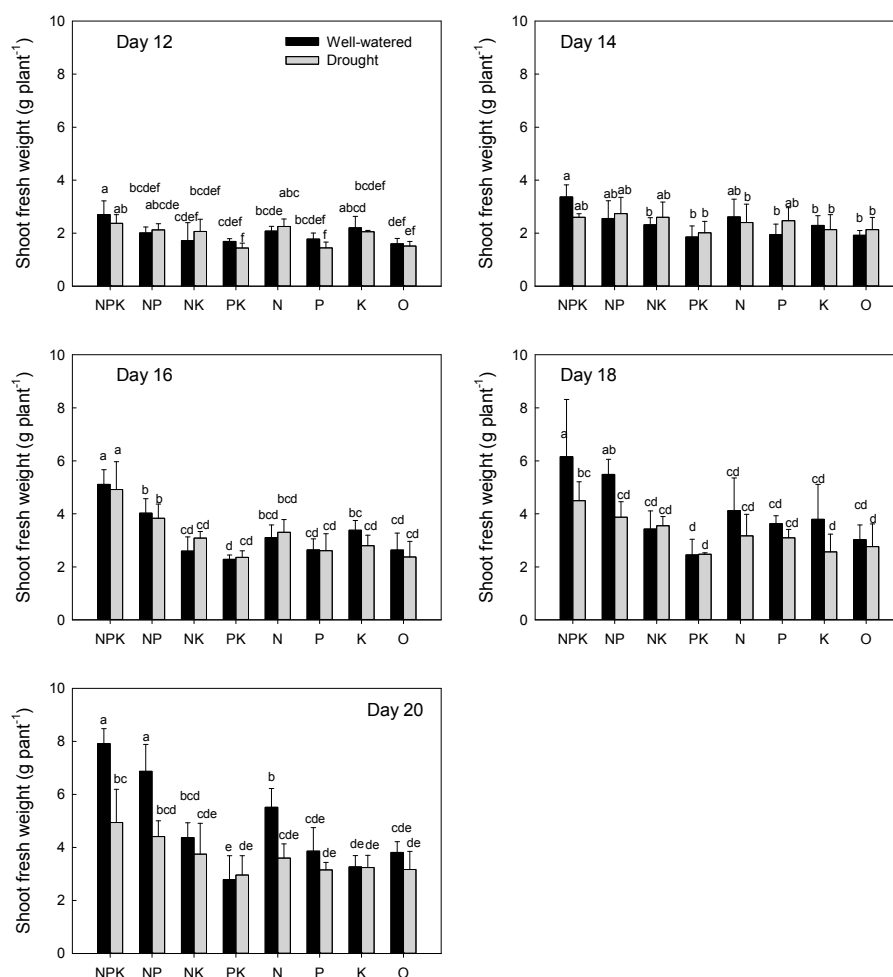 Day 12
Well-watered
Drought
Shoot fresh weight (g plant⁻¹)
10
8
6
4
2
0
a ab bcdef abcde cdef bcdef cdef f bcde abc bcdef f abcd bcdef def ef
NPK NP NK PK N P K O
Day 14
Shoot fresh weight (g plant⁻¹)
10
8
6
4
2
0
a ab ab ab b ab b b ab b b ab b b b b
NPK NP NK PK N P K O
Day 16
Shoot fresh weight (g plant⁻¹)
10
8
6
4
2
0
a a b b cd cd d cd bcd bcd cd cd bc cd cd cd
NPK NP NK PK N P K O
Day 18
Shoot fresh weight (g plant⁻¹)
10
8
6
4
2
0
a bc ab cd cd cd d d cd cd cd cd cd d cd d
NPK NP NK PK N P K O
Day 20
Shoot fresh weight (g pant⁻¹)
10
8
6
4
2
0
a bc a bcd bcd cde e de b cde cde de de de cde de
NPK NP NK PK N P K O